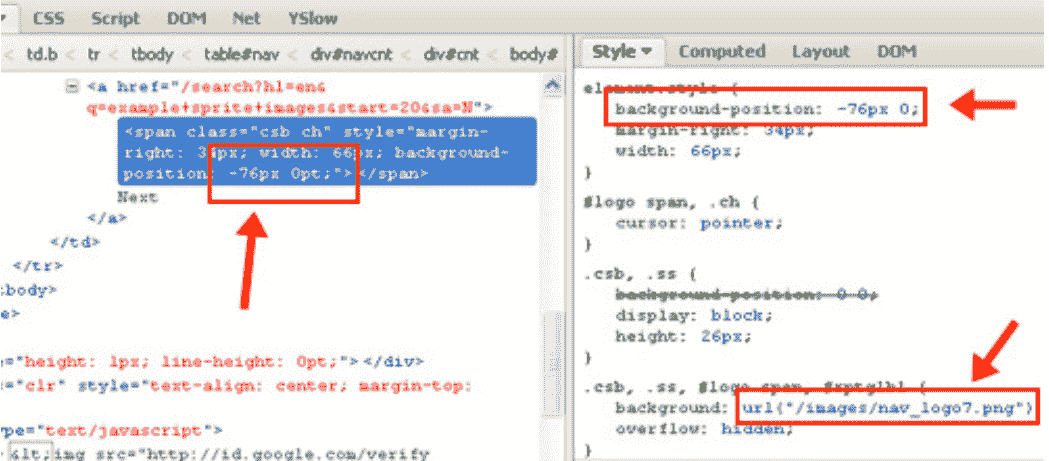 CSS Script DOM Net YSlow
< td.b < tr < tbody < table#nav < div#navcnt < div#cnt < body#
<a href="/search?hl=en&
q=example+sprite+images&start=20&sa=N">
<span class="csb ch" style="margin-
right: 34px; width: 66px; background-
position: -76px 0pt;"></span>
Next
</a>
</td>
</tr>
tbody>
e>
="height: 1px; line-height: 0pt;"></div>
="clr" style="text-align: center; margin-top:
ype="text/javascript">
&lt;img src="http://id.google.com/verify
Style Computed Layout DOM
element.style {
background-position: -76px 0;
margin-right: 34px;
width: 66px;
}
#logo span, .ch {
cursor: pointer;
}
.csb, .ss {
background-position: 0 0;
display: block;
height: 26px;
}
.csb, .ss, #logo span, #rptglbl {
background: url("/images/nav_logo7.png")
overflow: hidden;
}